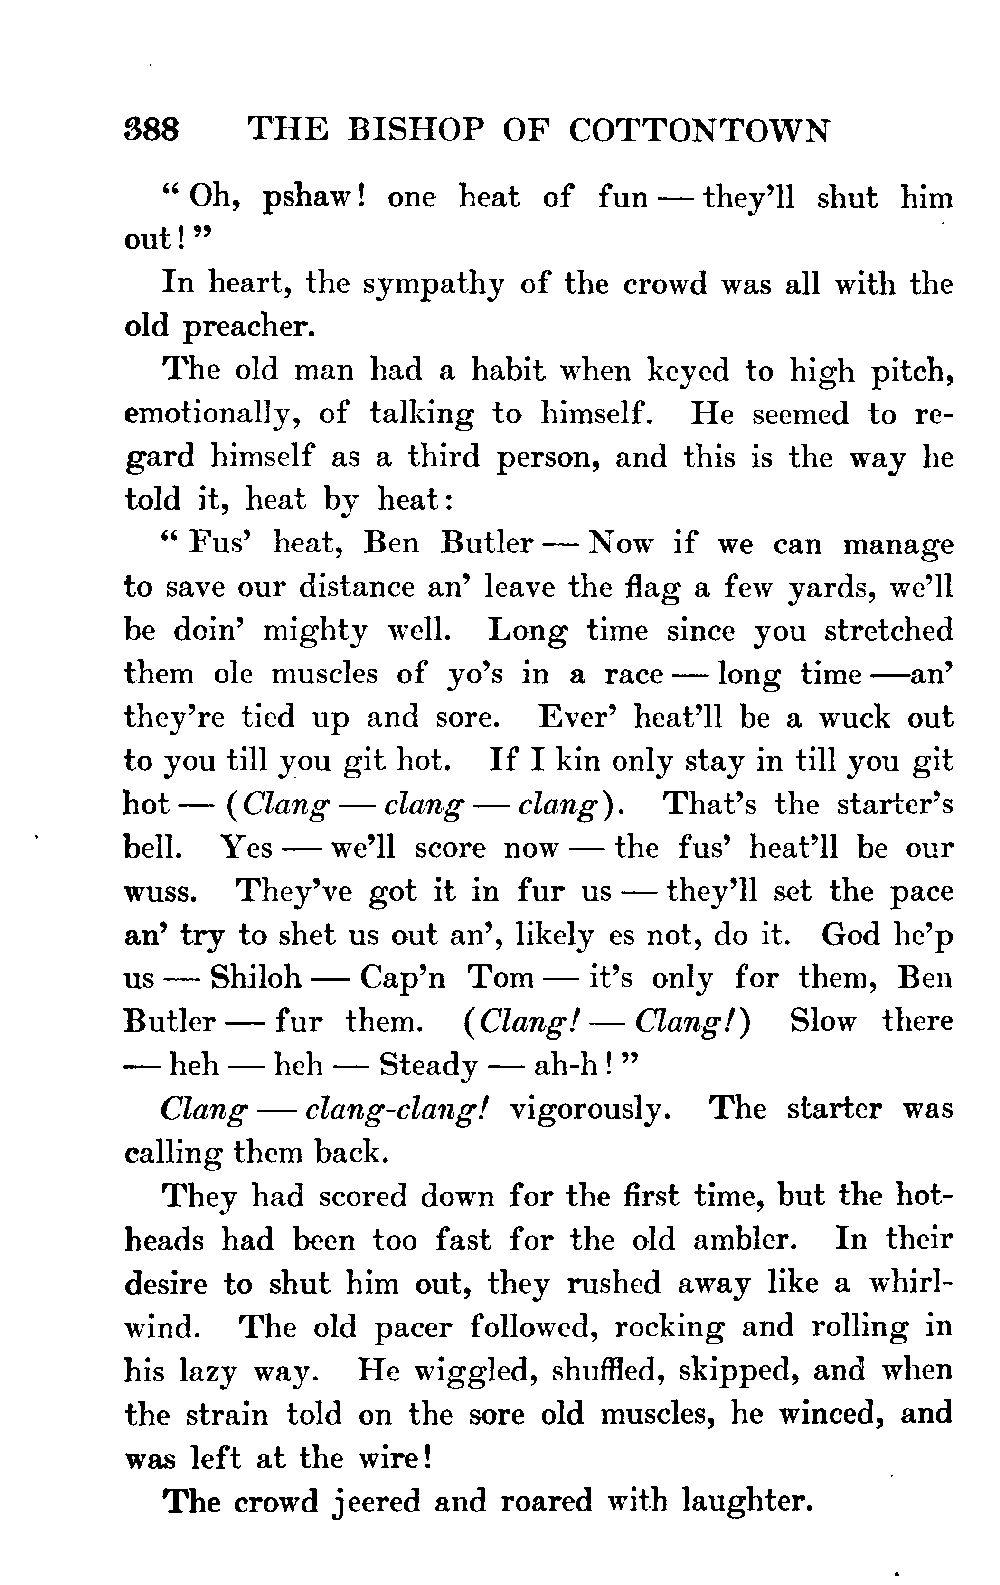 388 THE BISHOP OF COTTONTOWN
“ Oh, pshaw! one heat of fun — they’ll shut him
out! ”
In heart, the sympathy of the crowd was all with the
old preacher.
The old man had a habit when keyed to high pitch,
emotionally, of talking to himself. He seemed to re-
gard himself as a third person, and this is the way he
told it, heat by heat:
“ Fus’ heat, Ben Butler — Now if we can manage
to save our distance an’ leave the flag a few yards, we’ll
be doin’ mighty well. Long time since you stretched
them ole muscles of yo’s in a race — long time —an’
they’re tied up and sore. Ever’ heat’ll be a wuck out
to you till you git hot. If I kin only stay in till you git
hot — (Clang — clang — clang). That’s the starter’s
bell. Yes — we’ll score now — the fus’ heat’ll be our
wuss. They’ve got it in fur us — they’ll set the pace
an’ try to shet us out an’, likely es not, do it. God he’p
us — Shiloh — Cap’n Tom — it’s only for them, Ben
Butler — fur them. (Clang! — Clang!) Slow there
— heh — heh — Steady — ah-h! ”
Clang — clang-clang! vigorously. The starter was
calling them back.
They had scored down for the first time, but the hot-
heads had been too fast for the old ambler. In their
desire to shut him out, they rushed away like a whirl-
wind. The old pacer followed, rocking and rolling in
his lazy way. He wiggled, shuffled, skipped, and when
the strain told on the sore old muscles, he winced, and
was left at the wire!
The crowd jeered and roared with laughter.